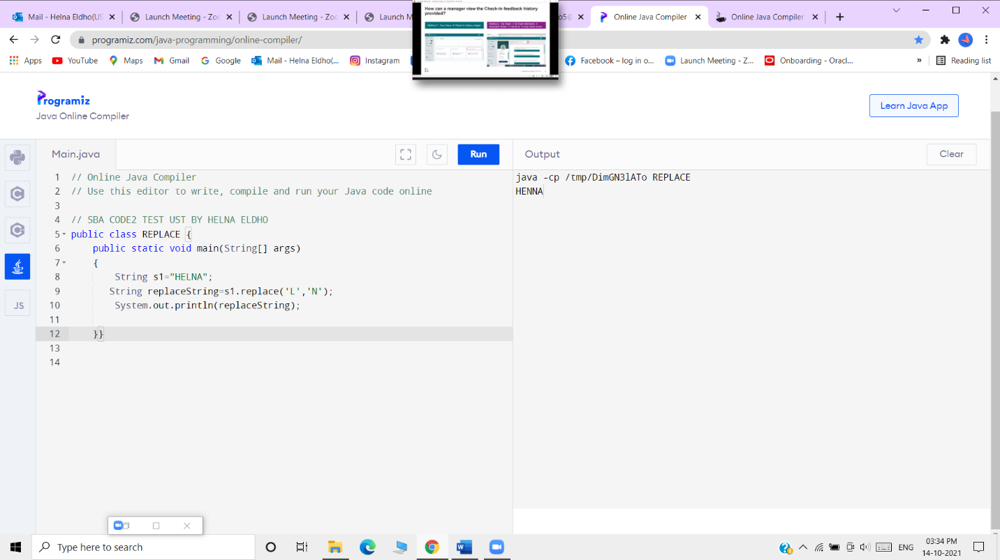 Mail - Helna Eldho(US
Launch Meeting - Zoo
Launch Meeting - Zoo
Launch M
o5@
Online Java Compiler
Online Java Compiler
programiz.com/java-programming/online-compiler/
Apps
YouTube
Maps
Gmail
Google
Mail - Helna Eldho(...
Instagram
Facebook – log in o...
Launch Meeting - Z...
Onboarding - Oracl...
»
Reading list
How can a manager view the Check-In feedback history
provided?
Programiz
Java Online Compiler
Learn Java App
Main.java
Run
Output
Clear
1 // Online Java Compiler
2 // Use this editor to write, compile and run your Java code online
3
4 // SBA CODE2 TEST UST BY HELNA ELDHO
5 public class REPLACE {
6 public static void main(String[] args)
7 {
8 String s1="HELNA";
9 String replaceString=s1.replace('L','N');
10 System.out.println(replaceString);
11
12 }}
13
14
JS
java -cp /tmp/DimGN3lATo REPLACE
HENNA
Type here to search
ENG
03:34 PM
14-10-2021